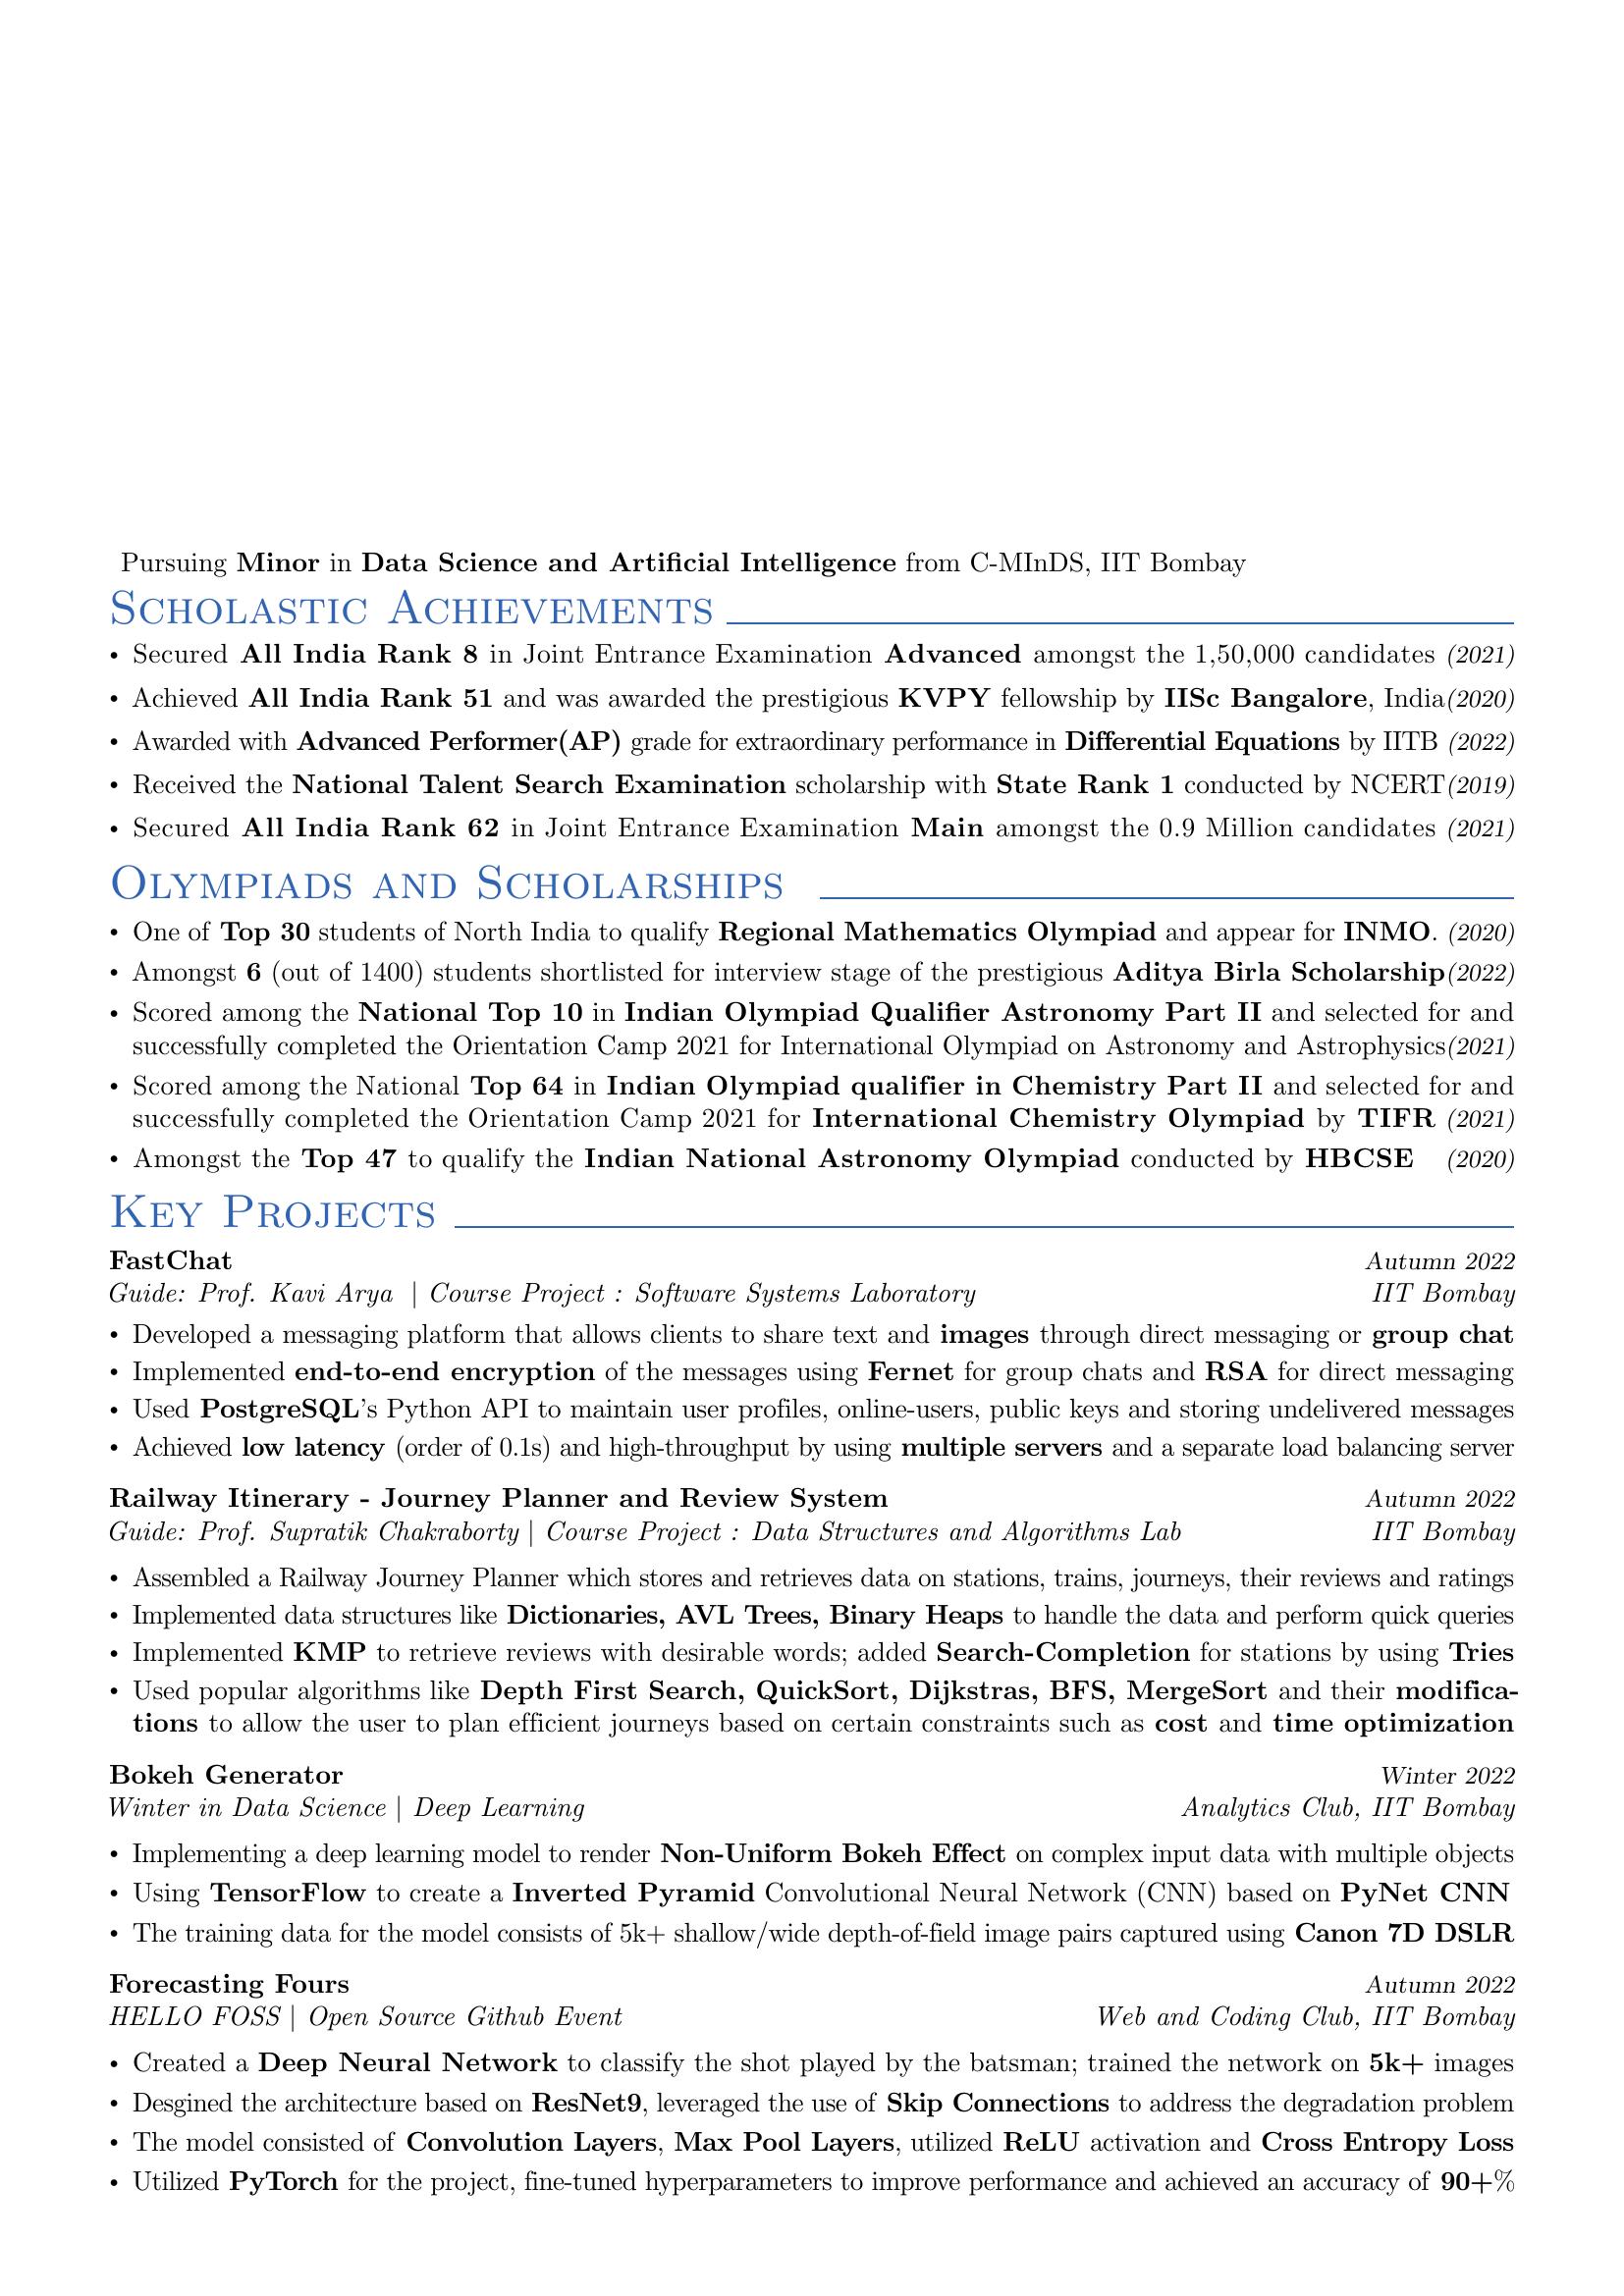 Pursuing Minor in Data Science and Artificial Intelligence from C-MInDS, IIT Bombay
Scholastic Achievements
• Secured All India Rank 8 in Joint Entrance Examination Advanced amongst the 1,50,000 candidates (2021)
• Achieved All India Rank 51 and was awarded the prestigious KVPY fellowship by IISc Bangalore, India(2020)
• Awarded with Advanced Performer(AP) grade for extraordinary performance in Differential Equations by IITB (2022)
• Received the National Talent Search Examination scholarship with State Rank 1 conducted by NCERT(2019)
• Secured All India Rank 62 in Joint Entrance Examination Main amongst the 0.9 Million candidates (2021)
Olympiads and Scholarships
• One of Top 30 students of North India to qualify Regional Mathematics Olympiad and appear for INMO. (2020)
• Amongst 6 (out of 1400) students shortlisted for interview stage of the prestigious Aditya Birla Scholarship(2022)
• Scored among the National Top 10 in Indian Olympiad Qualifier Astronomy Part II and selected for and
successfully completed the Orientation Camp 2021 for International Olympiad on Astronomy and Astrophysics(2021)
• Scored among the National Top 64 in Indian Olympiad qualifier in Chemistry Part II and selected for and
successfully completed the Orientation Camp 2021 for International Chemistry Olympiad by TIFR (2021)
• Amongst the Top 47 to qualify the Indian National Astronomy Olympiad conducted by HBCSE (2020)
Key Projects
FastChat Autumn 2022
Guide: Prof. Kavi Arya | Course Project : Software Systems Laboratory IIT Bombay
• Developed a messaging platform that allows clients to share text and images through direct messaging or group chat
• Implemented end-to-end encryption of the messages using Fernet for group chats and RSA for direct messaging
• Used PostgreSQL's Python API to maintain user profiles, online-users, public keys and storing undelivered messages
• Achieved low latency (order of 0.1s) and high-throughput by using multiple servers and a separate load balancing server
Railway Itinerary - Journey Planner and Review System Autumn 2022
Guide: Prof. Supratik Chakraborty | Course Project : Data Structures and Algorithms Lab IIT Bombay
• Assembled a Railway Journey Planner which stores and retrieves data on stations, trains, journeys, their reviews and ratings
• Implemented data structures like Dictionaries, AVL Trees, Binary Heaps to handle the data and perform quick queries
• Implemented KMP to retrieve reviews with desirable words; added Search-Completion for stations by using Tries
• Used popular algorithms like Depth First Search, QuickSort, Dijkstras, BFS, MergeSort and their modifica-
tions to allow the user to plan efficient journeys based on certain constraints such as cost and time optimization
Bokeh Generator Winter 2022
Winter in Data Science | Deep Learning Analytics Club, IIT Bombay
• Implementing a deep learning model to render Non-Uniform Bokeh Effect on complex input data with multiple objects
• Using TensorFlow to create a Inverted Pyramid Convolutional Neural Network (CNN) based on PyNet CNN
• The training data for the model consists of 5k+ shallow/wide depth-of-field image pairs captured using Canon 7D DSLR
Forecasting Fours Autumn 2022
HELLO FOSS | Open Source Github Event Web and Coding Club, IIT Bombay
• Created a Deep Neural Network to classify the shot played by the batsman; trained the network on 5k+ images
• Desgined the architecture based on ResNet9, leveraged the use of Skip Connections to address the degradation problem
• The model consisted of Convolution Layers, Max Pool Layers, utilized ReLU activation and Cross Entropy Loss
• Utilized PyTorch for the project, fine-tuned hyperparameters to improve performance and achieved an accuracy of 90+%